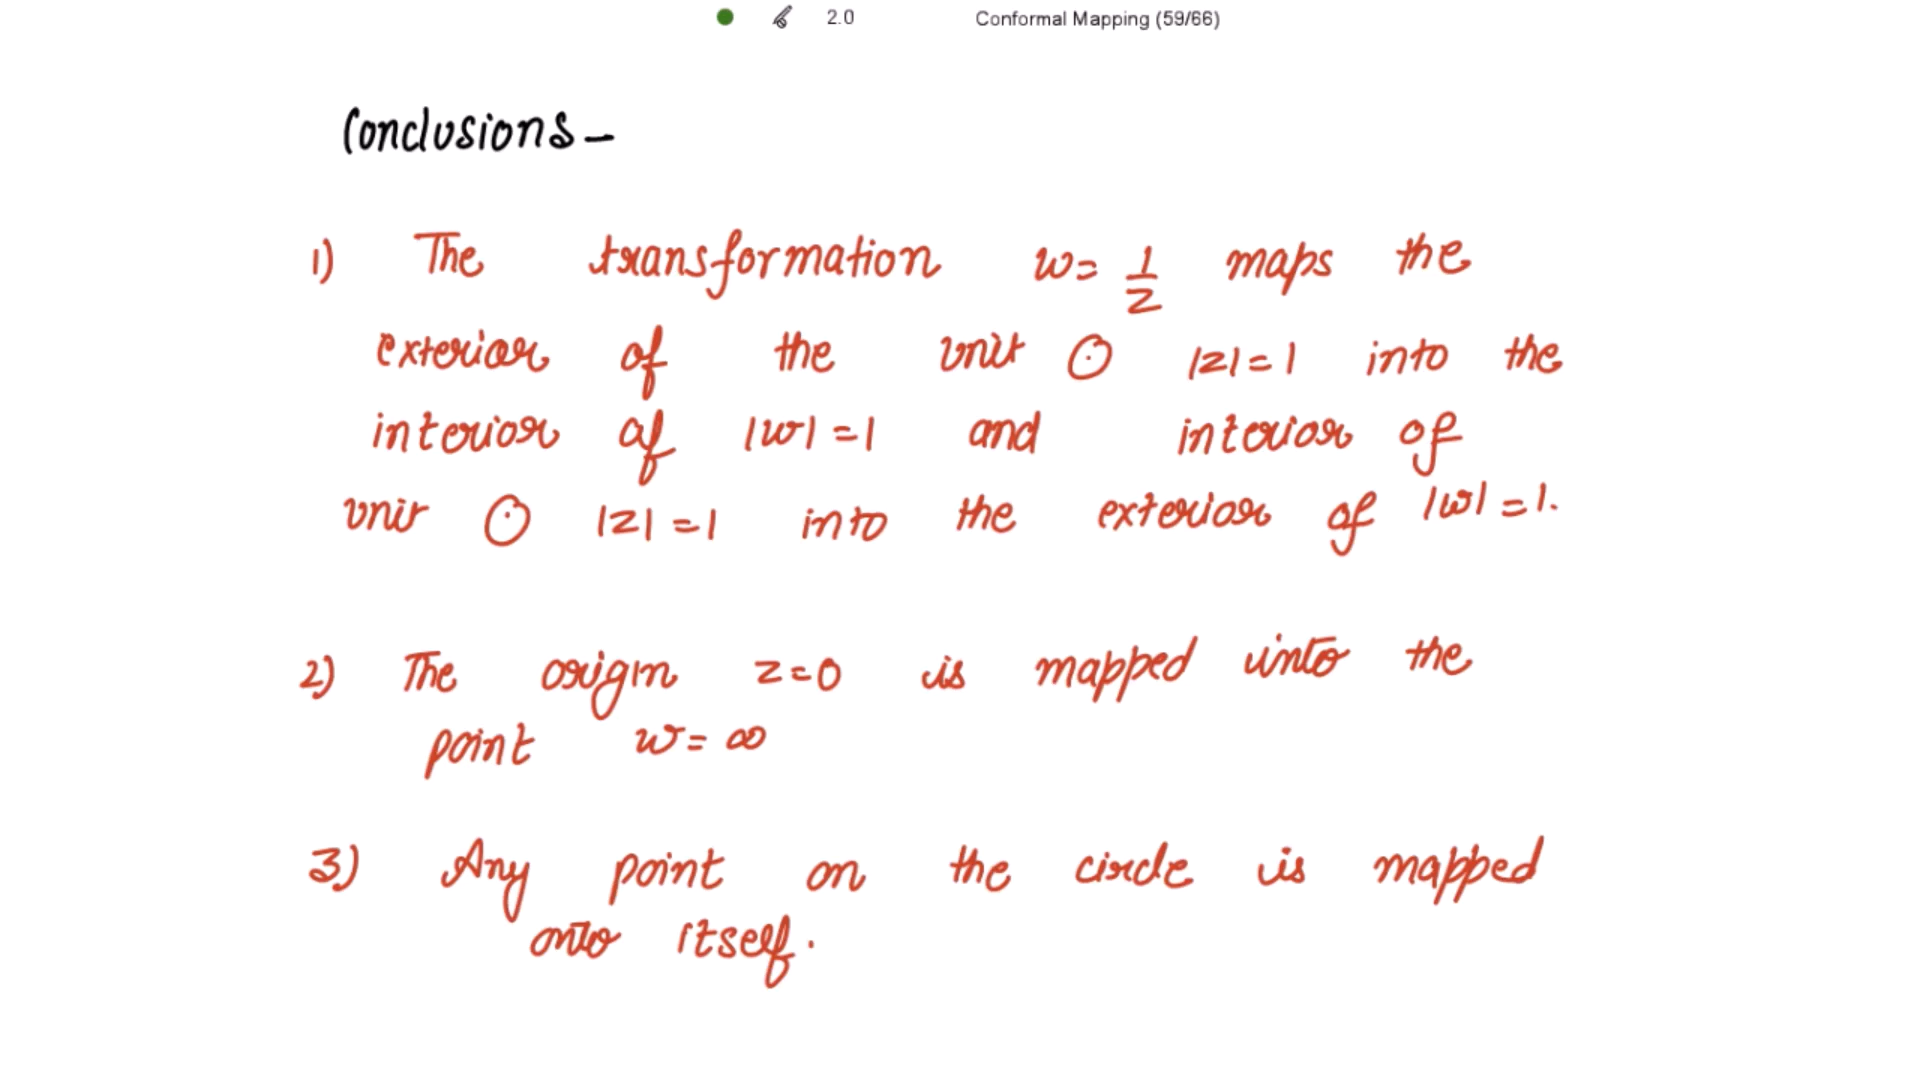 2.0 Conformal Mapping (59/66)
Conclusions -
1) The transformation w = 1/z maps the
exterior of the unit ⊙ |z| = 1 into the
interior of |w| = 1 and interior of
unit ⊙ |z| = 1 into the exterior of |w| = 1.
2) The origin z = 0 is mapped into the
point w = ∞
3) Any point on the circle is mapped
onto itself.